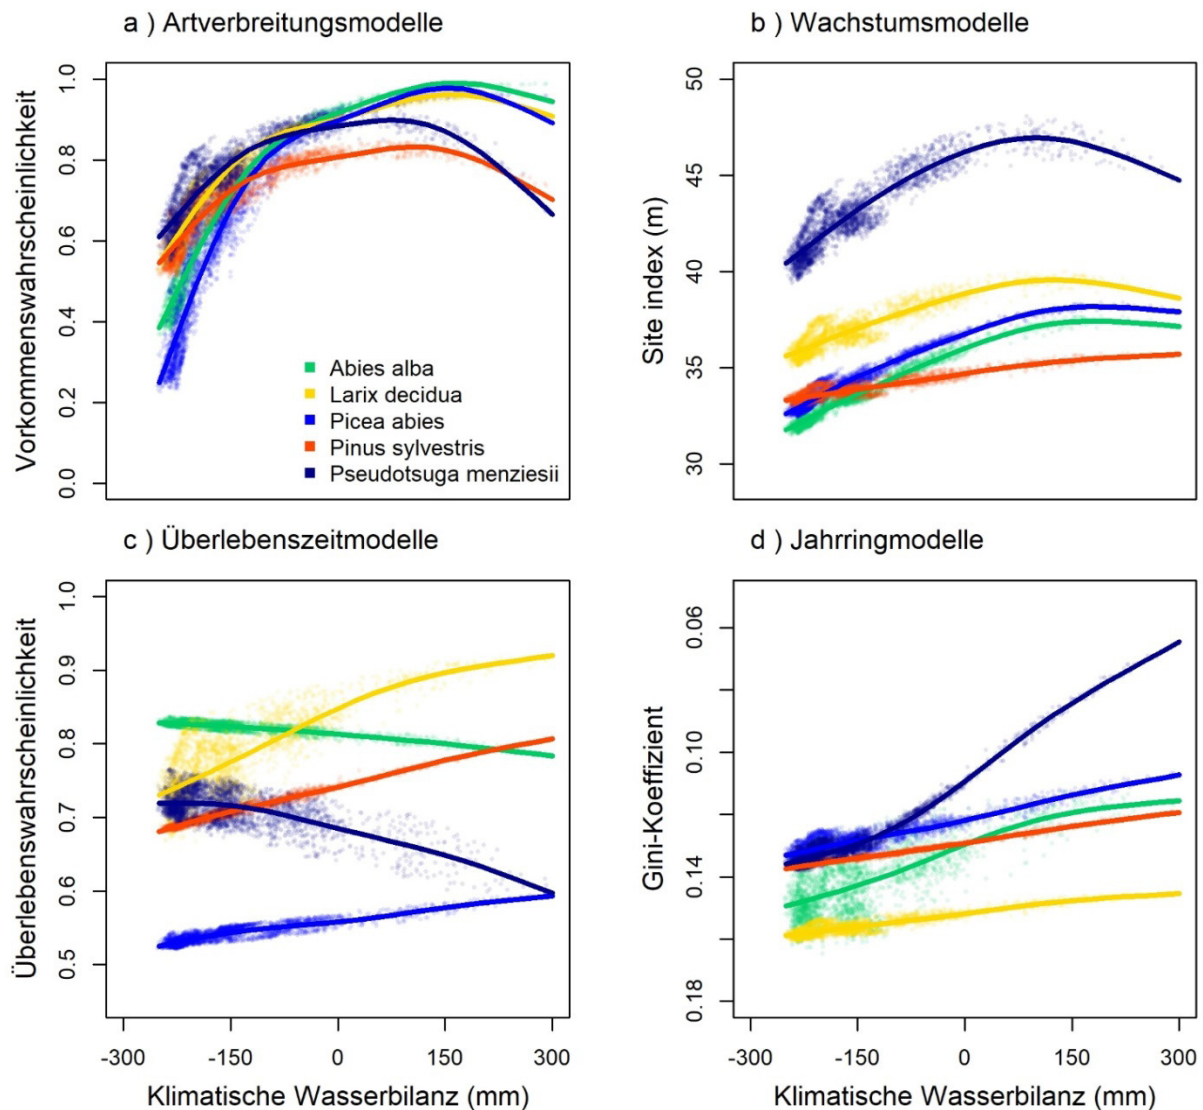 a ) Artverbreitungsmodelle
Vorkommenswahrscheinlichkeit
1.0
0.8
0.6
0.4
0.2
0.0
Abies alba
Larix decidua
Picea abies
Pinus sylvestris
Pseudotsuga menziesii
b ) Wachstumsmodelle
Site index (m)
50
45
40
35
30
c ) Überlebenszeitmodelle
Überlebenswahrscheinlichkeit
1.0
0.9
0.8
0.7
0.6
0.5
-300 -150 0 150 300
Klimatische Wasserbilanz (mm)
d ) Jahrringmodelle
Gini-Koeffizient
0.06
0.10
0.14
0.18
-300 -150 0 150 300
Klimatische Wasserbilanz (mm)